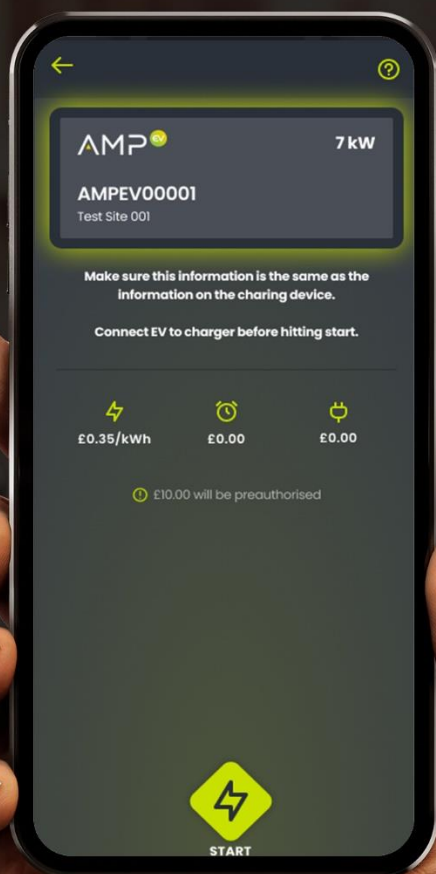 AMP EV
7 kW
AMPEV00001
Test Site 001
Make sure this information is the same as the
information on the charing device.
Connect EV to charger before hitting start.
£0.35/kWh
£0.00
£0.00
£10.00 will be preauthorised
START